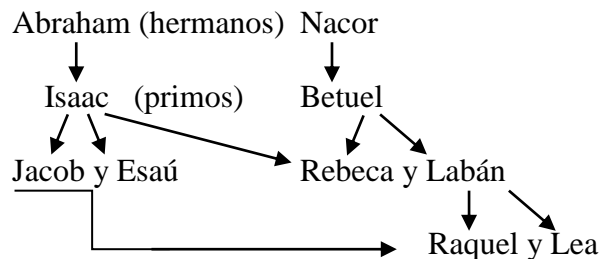 Abraham (hermanos) Nacor
Isaac (primos) Betuel
Jacob y Esaú Rebeca y Labán
Raquel y Lea